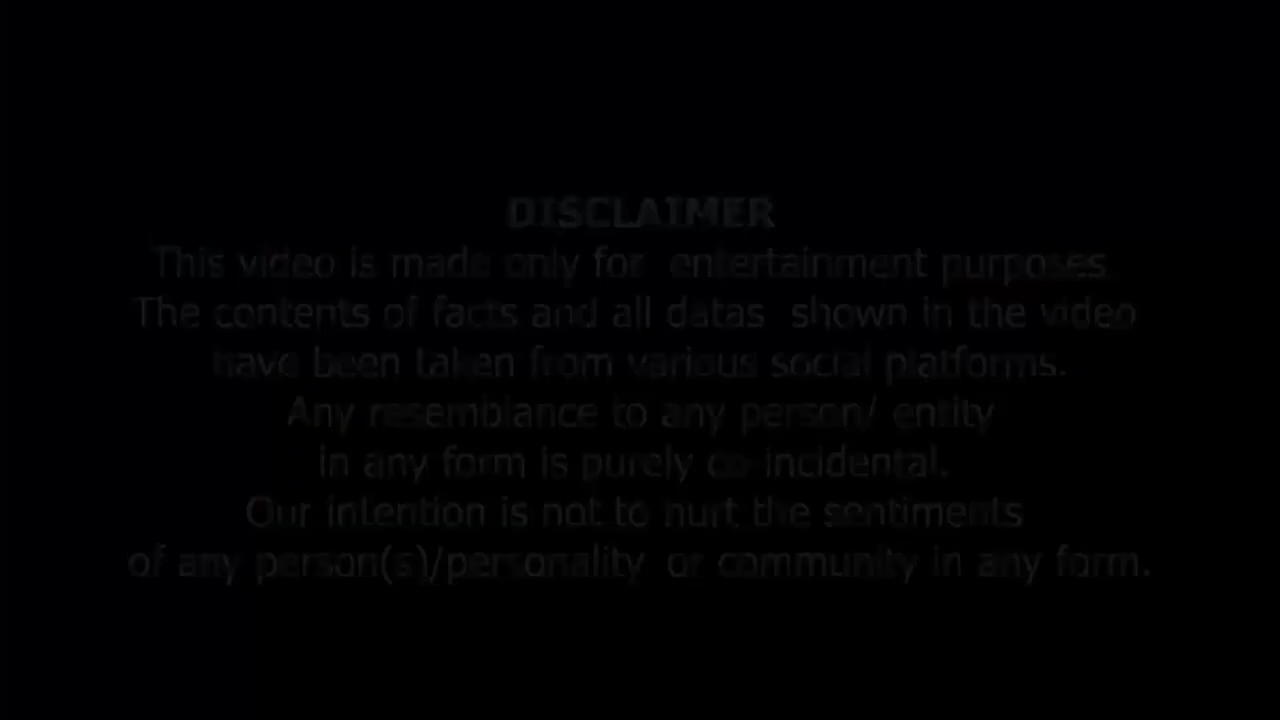 DISCLAIMER
This video is made only for entertainment purposes.
The contents of facts and all datas shown in the video
have been taken from various social platforms.
Any resemblance to any person/ entity
in any form is purely co-incidental.
Our intention is not to hurt the sentiments
of any person(s)/personality or community in any form.